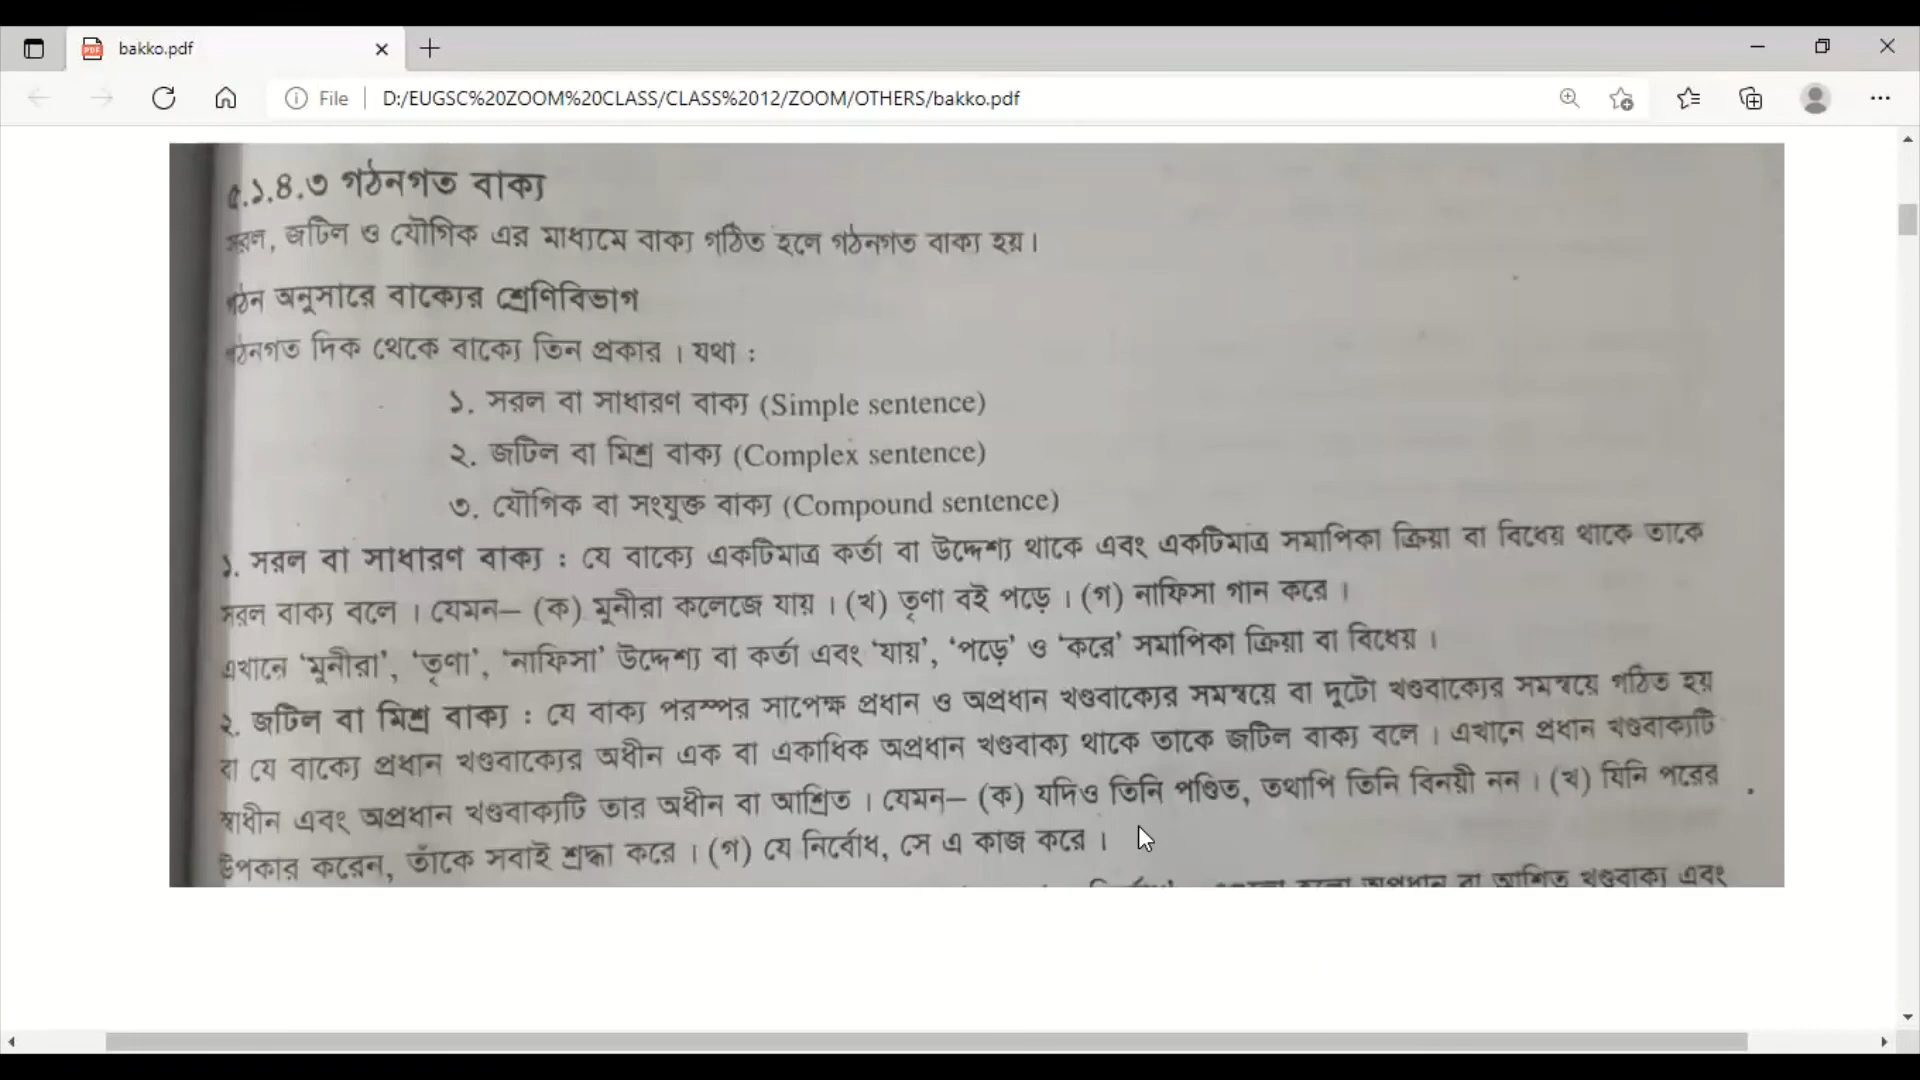 bakko.pdf
File D:/EUGSC%20ZOOM%20CLASS/CLASS%2012/ZOOM/OTHERS/bakko.pdf
৫.১.৪.৩ গঠনগত বাক্য
সরল, জটিল ও যৌগিক এর মাধ্যমে বাক্য গঠিত হলে গঠনগত বাক্য হয়।
গঠন অনুসারে বাক্যের শ্রেণিবিভাগ
গঠনগত দিক থেকে বাক্যে তিন প্রকার। যথা :
১. সরল বা সাধারণ বাক্য (Simple sentence)
২. জটিল বা মিশ্র বাক্য (Complex sentence)
৩. যৌগিক বা সংযুক্ত বাক্য (Compound sentence)
১. সরল বা সাধারণ বাক্য : যে বাক্যে একটিমাত্র কর্তা বা উদ্দেশ্য থাকে এবং একটিমাত্র সমাপিকা ক্রিয়া বা বিধেয় থাকে তাকে
সরল বাক্য বলে। যেমন– (ক) মুনীরা কলেজে যায়। (খ) তৃণা বই পড়ে। (গ) নাফিসা গান করে।
এখানে ‘মুনীরা’, ‘তৃণা’, ‘নাফিসা’ উদ্দেশ্য বা কর্তা এবং ‘যায়’, ‘পড়ে’ ও ‘করে’ সমাপিকা ক্রিয়া বা বিধেয়।
২. জটিল বা মিশ্র বাক্য : যে বাক্য পরস্পর সাপেক্ষ প্রধান ও অপ্রধান খণ্ডবাক্যের সমন্বয়ে বা দুটো খণ্ডবাক্যের সমন্বয়ে গঠিত হয়
বা যে বাক্যে প্রধান খণ্ডবাক্যের অধীন এক বা একাধিক অপ্রধান খণ্ডবাক্য থাকে তাকে জটিল বাক্য বলে। এখানে প্রধান খণ্ডবাক্যটি
স্বাধীন এবং অপ্রধান খণ্ডবাক্যটি তার অধীন বা আশ্রিত। যেমন– (ক) যদিও তিনি পণ্ডিত, তথাপি তিনি বিনয়ী নন। (খ) যিনি পরের
উপকার করেন, তাঁকে সবাই শ্রদ্ধা করে। (গ) যে নির্বোধ, সে এ কাজ করে।
অপ্রধান বা আশ্রিত খণ্ডবাক্য এবং